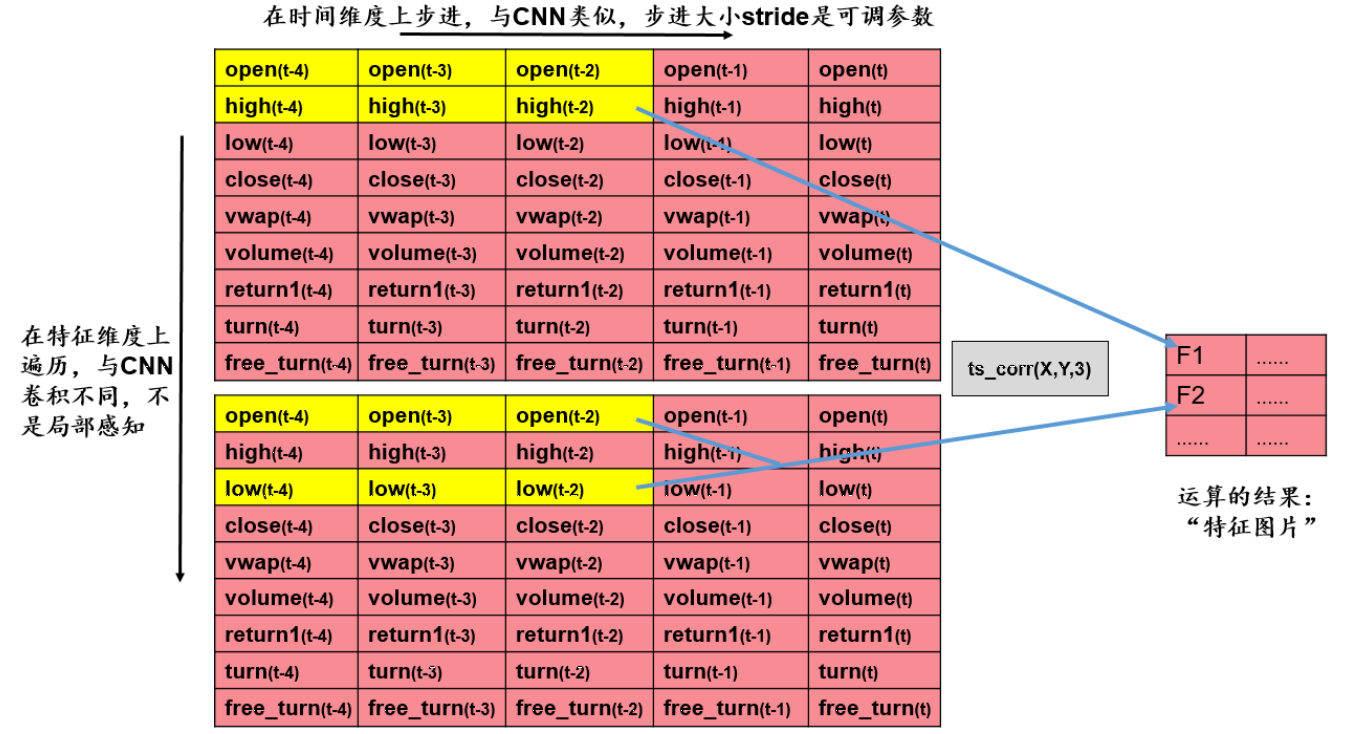 在时间维度上步进，与CNN类似，步进大小stride是可调参数
open(t-4) open(t-3) open(t-2) open(t-1) open(t)
high(t-4) high(t-3) high(t-2) high(t-1) high(t)
low(t-4) low(t-3) low(t-2) low(t-1) low(t)
close(t-4) close(t-3) close(t-2) close(t-1) close(t)
vwap(t-4) vwap(t-3) vwap(t-2) vwap(t-1) vwap(t)
volume(t-4) volume(t-3) volume(t-2) volume(t-1) volume(t)
return1(t-4) return1(t-3) return1(t-2) return1(t-1) return1(t)
turn(t-4) turn(t-3) turn(t-2) turn(t-1) turn(t)
free_turn(t-4) free_turn(t-3) free_turn(t-2) free_turn(t-1) free_turn(t)
在特征维度上
遍历，与CNN
卷积不同，不
是局部感知
open(t-4) open(t-3) open(t-2) open(t-1) open(t)
high(t-4) high(t-3) high(t-2) high(t-1) high(t)
low(t-4) low(t-3) low(t-2) low(t-1) low(t)
close(t-4) close(t-3) close(t-2) close(t-1) close(t)
vwap(t-4) vwap(t-3) vwap(t-2) vwap(t-1) vwap(t)
volume(t-4) volume(t-3) volume(t-2) volume(t-1) volume(t)
return1(t-4) return1(t-3) return1(t-2) return1(t-1) return1(t)
turn(t-4) turn(t-3) turn(t-2) turn(t-1) turn(t)
free_turn(t-4) free_turn(t-3) free_turn(t-2) free_turn(t-1) free_turn(t)
ts_corr(X,Y,3)
F1 ......
F2 ......
...... ......
运算的结果：
“特征图片”